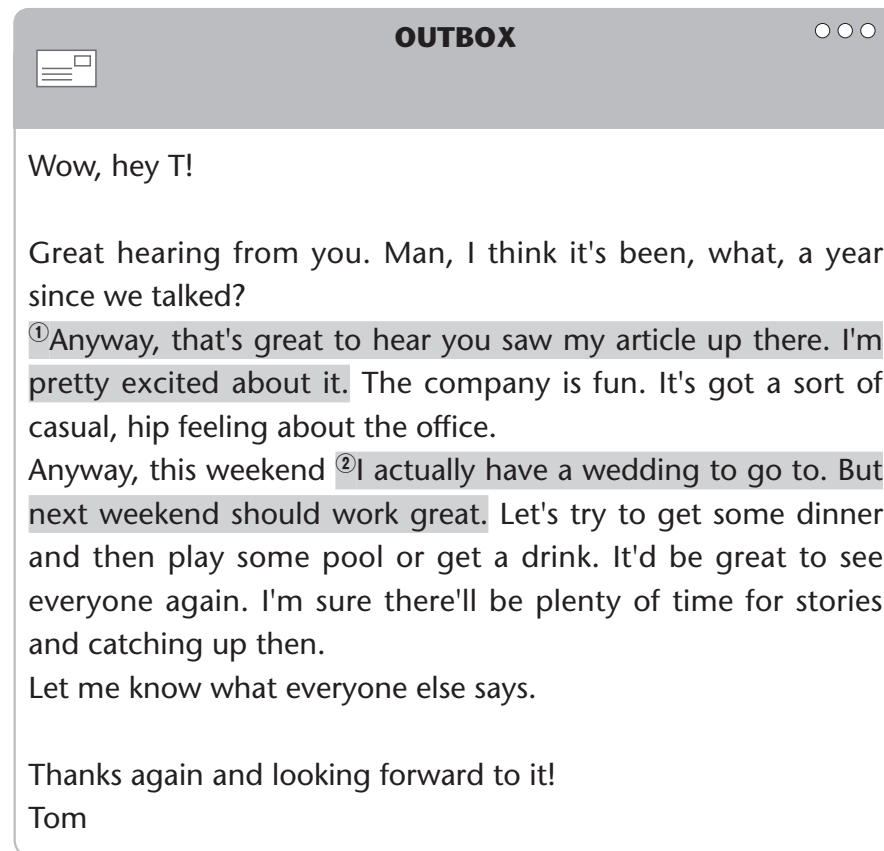 OUTBOX
Wow, hey T!
Great hearing from you. Man, I think it's been, what, a year
since we talked?
①Anyway, that's great to hear you saw my article up there. I'm
pretty excited about it. The company is fun. It's got a sort of
casual, hip feeling about the office.
Anyway, this weekend ②I actually have a wedding to go to. But
next weekend should work great. Let's try to get some dinner
and then play some pool or get a drink. It'd be great to see
everyone again. I'm sure there'll be plenty of time for stories
and catching up then.
Let me know what everyone else says.
Thanks again and looking forward to it!
Tom